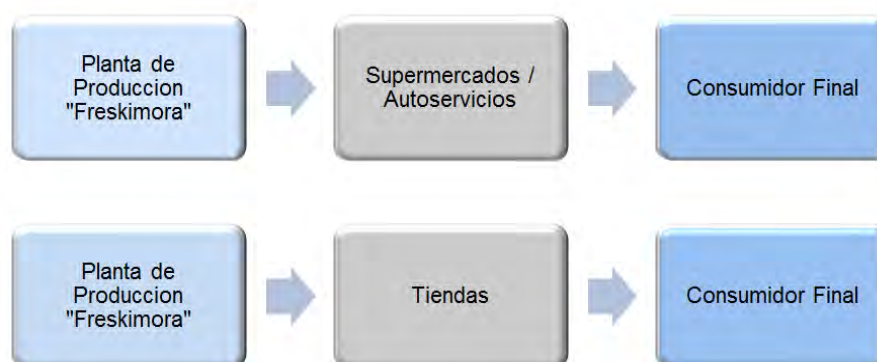 Planta de
Produccion
"Freskimora"
Supermercados /
Autoservicios
Consumidor Final
Planta de
Produccion
"Freskimora"
Tiendas
Consumidor Final